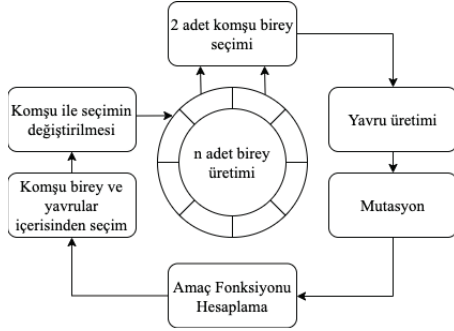 2 adet komşu birey
seçimi
Komşu ile seçimin
değiştirilmesi
n adet birey
üretimi
Yavru üretimi
Komşu birey ve
yavrular
içerisinden seçim
Mutasyon
Amaç Fonksiyonu
Hesaplama